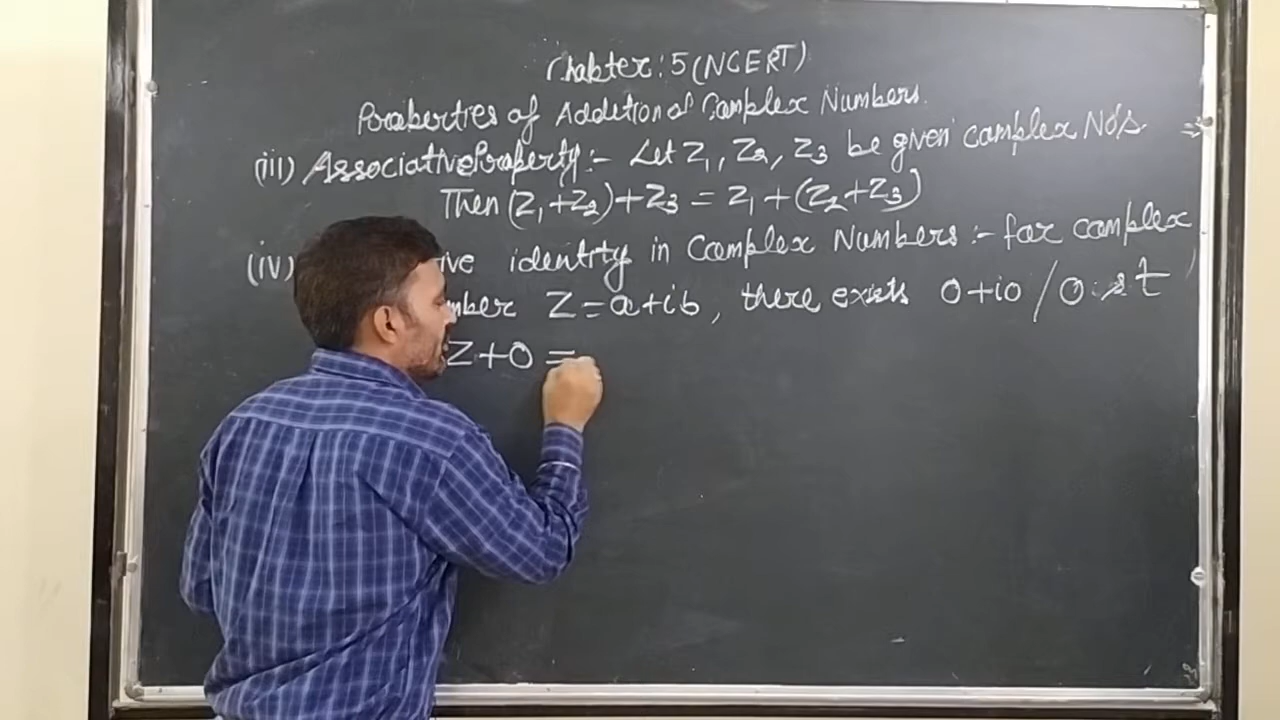 Chapter: 5 (NCERT)
Properties of Addition of Complex Numbers.
(iii) Associative Property :- Let Z₁, Z₂, Z₃ be given complex No's. ⇒
Then (Z₁+Z₂)+Z₃ = Z₁+(Z₂+Z₃)
(iv) ive identity in Complex Numbers :- for complex
mber Z = a+ib, there exists 0+i0 / 0 s.t
Z+0 =